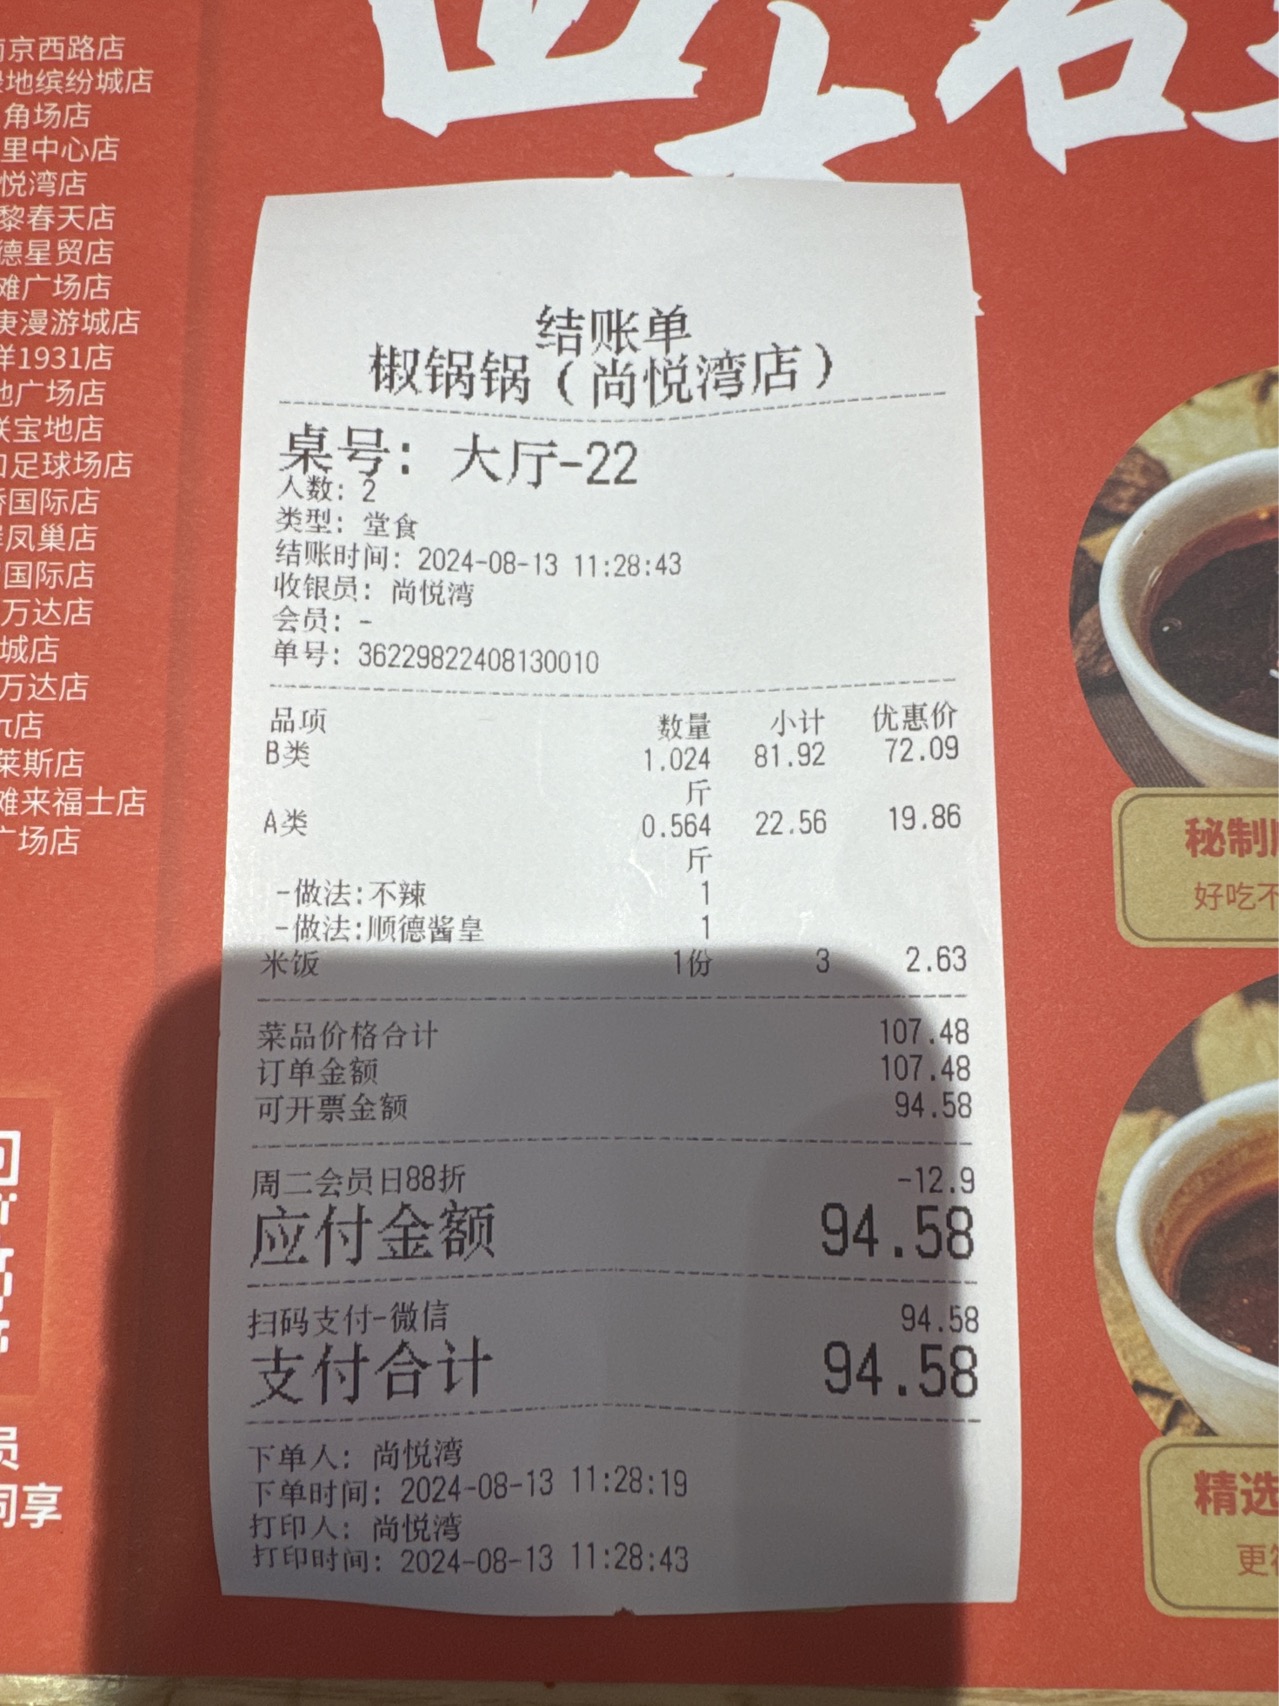 京西路店
地缤纷城店
角场店
里中心店
悦湾店
黎春天店
德星贸店
滩广场店
漫游城店
1931店
广场店
宝地店
足球场店
国际店
凤巢店
国际店
万达店
城店
万达店
店
莱斯店
滩来福士店
广场店
员
同享
结账单
椒锅锅（尚悦湾店）
桌号：大厅-22
人数：2
类型：堂食
结账时间：2024-08-13 11:28:43
收银员：尚悦湾
会员：-
单号：362298224081300​10
品项 数量 小计 优惠价
B类 1.024 81.92 72.09
斤
A类 0.564 22.56 19.86
斤
-做法:不辣 1
-做法:顺德酱皇 1
米饭 1份 3 2.63
菜品价格合计 107.48
订单金额 107.48
可开票金额 94.58
周二会员日88折 -12.9
应付金额 94.58
扫码支付-微信 94.58
支付合计 94.58
下单人：尚悦湾
下单时间：2024-08-13 11:28:19
打印人：尚悦湾
打印时间：2024-08-13 11:28:43
秘制
好吃不
精选
更